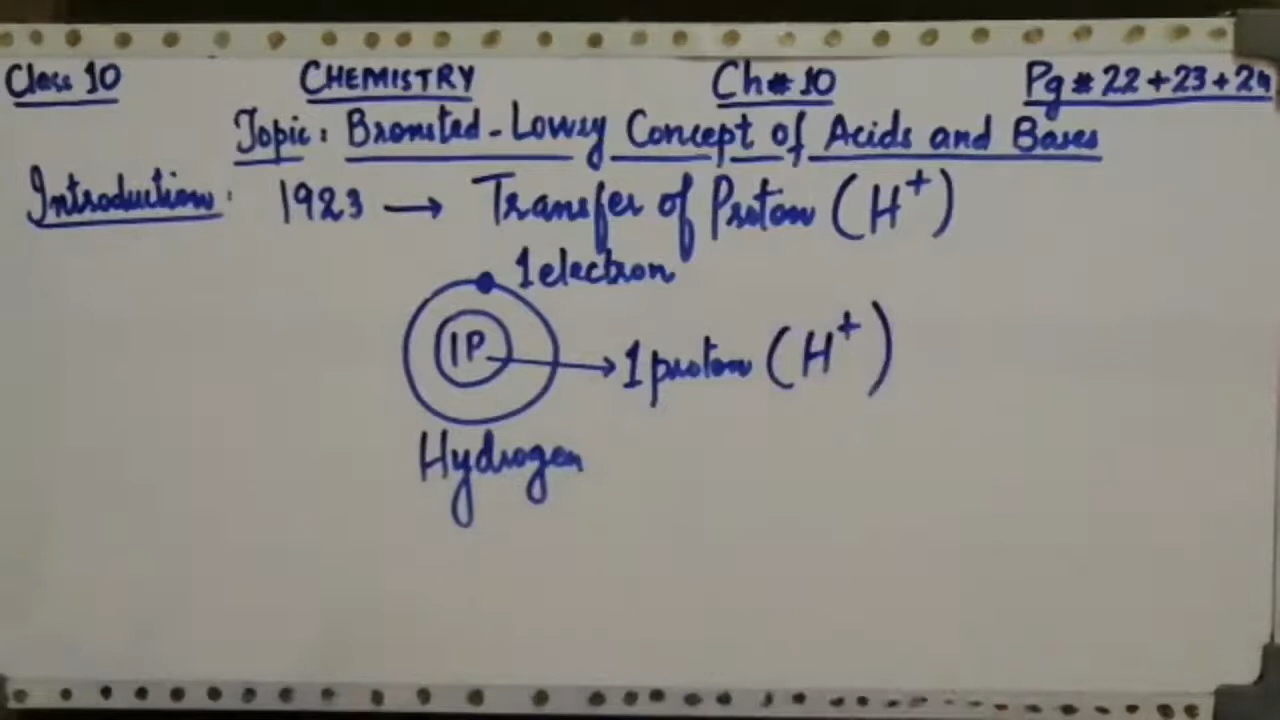 Class 10 CHEMISTRY Ch # 10 Pg # 22+23+24
Topic: Bronsted-Lowry Concept of Acids and Bases
Introduction: 1923 → Transfer of Proton (H⁺)
1 electron
1P → 1 proton (H⁺)
Hydrogen